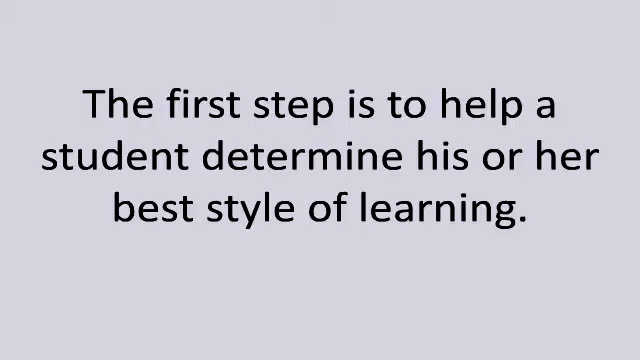 The first step is to help a
student determine his or her
best style of learning.